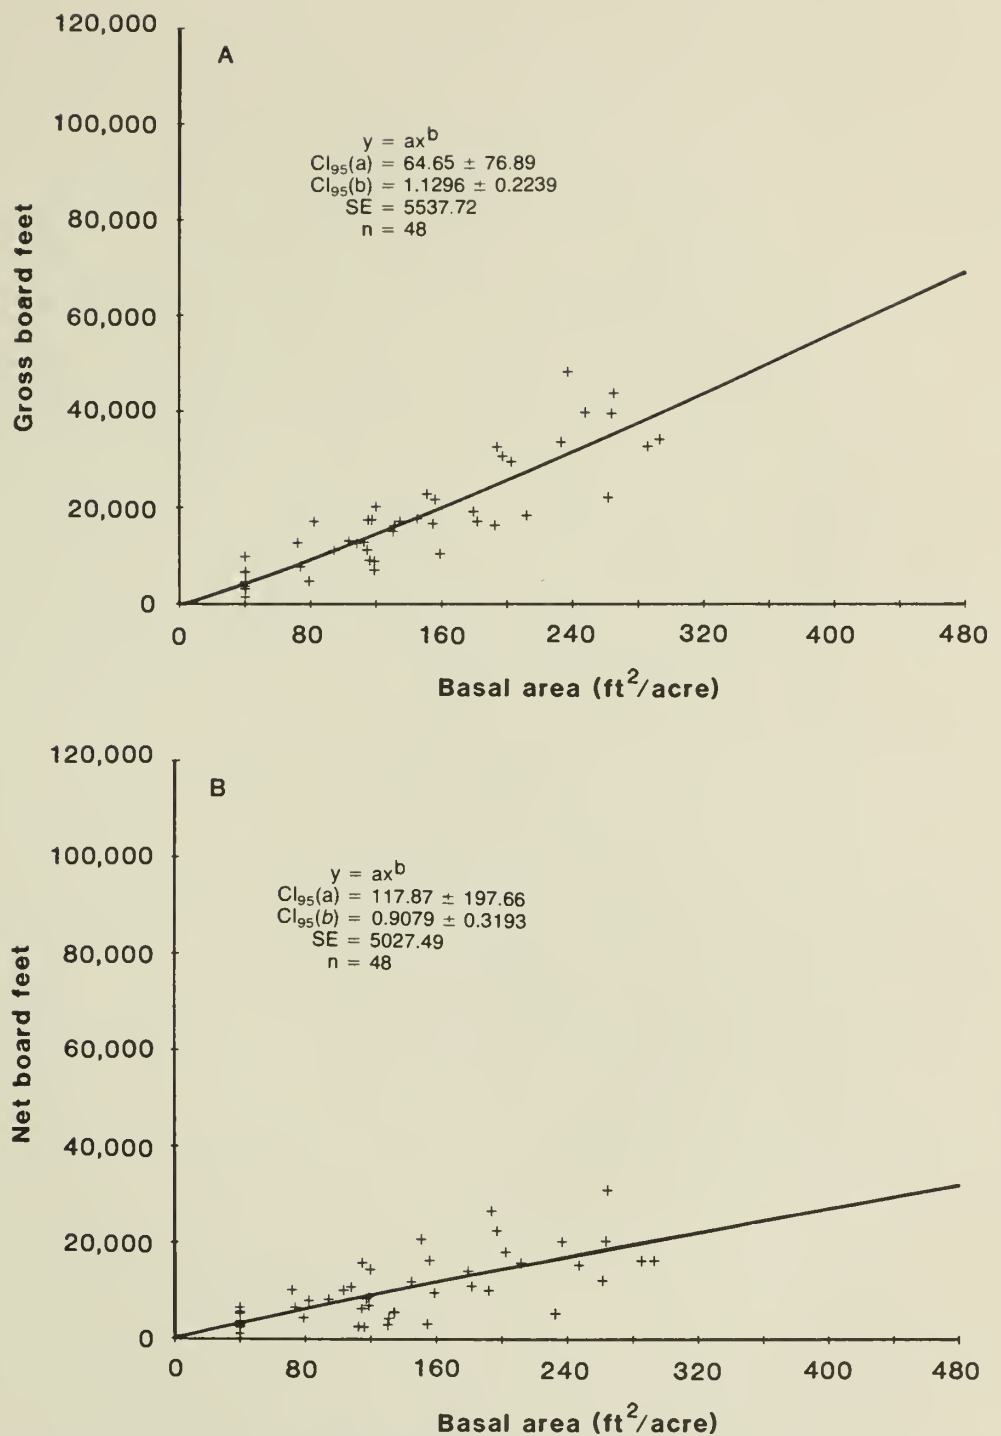 120,000
A
100,000
80,000
60,000
40,000
20,000
0
Gross board feet
y = ax^b
CI₉₅(a) = 64.65 ± 76.89
CI₉₅(b) = 1.1296 ± 0.2239
SE = 5537.72
n = 48
0 80 160 240 320 400 480
Basal area (ft²/acre)
120,000
B
100,000
80,000
60,000
40,000
20,000
0
Net board feet
y = ax^b
CI₉₅(a) = 117.87 ± 197.66
CI₉₅(b) = 0.9079 ± 0.3193
SE = 5027.49
n = 48
0 80 160 240 320 400 480
Basal area (ft²/acre)